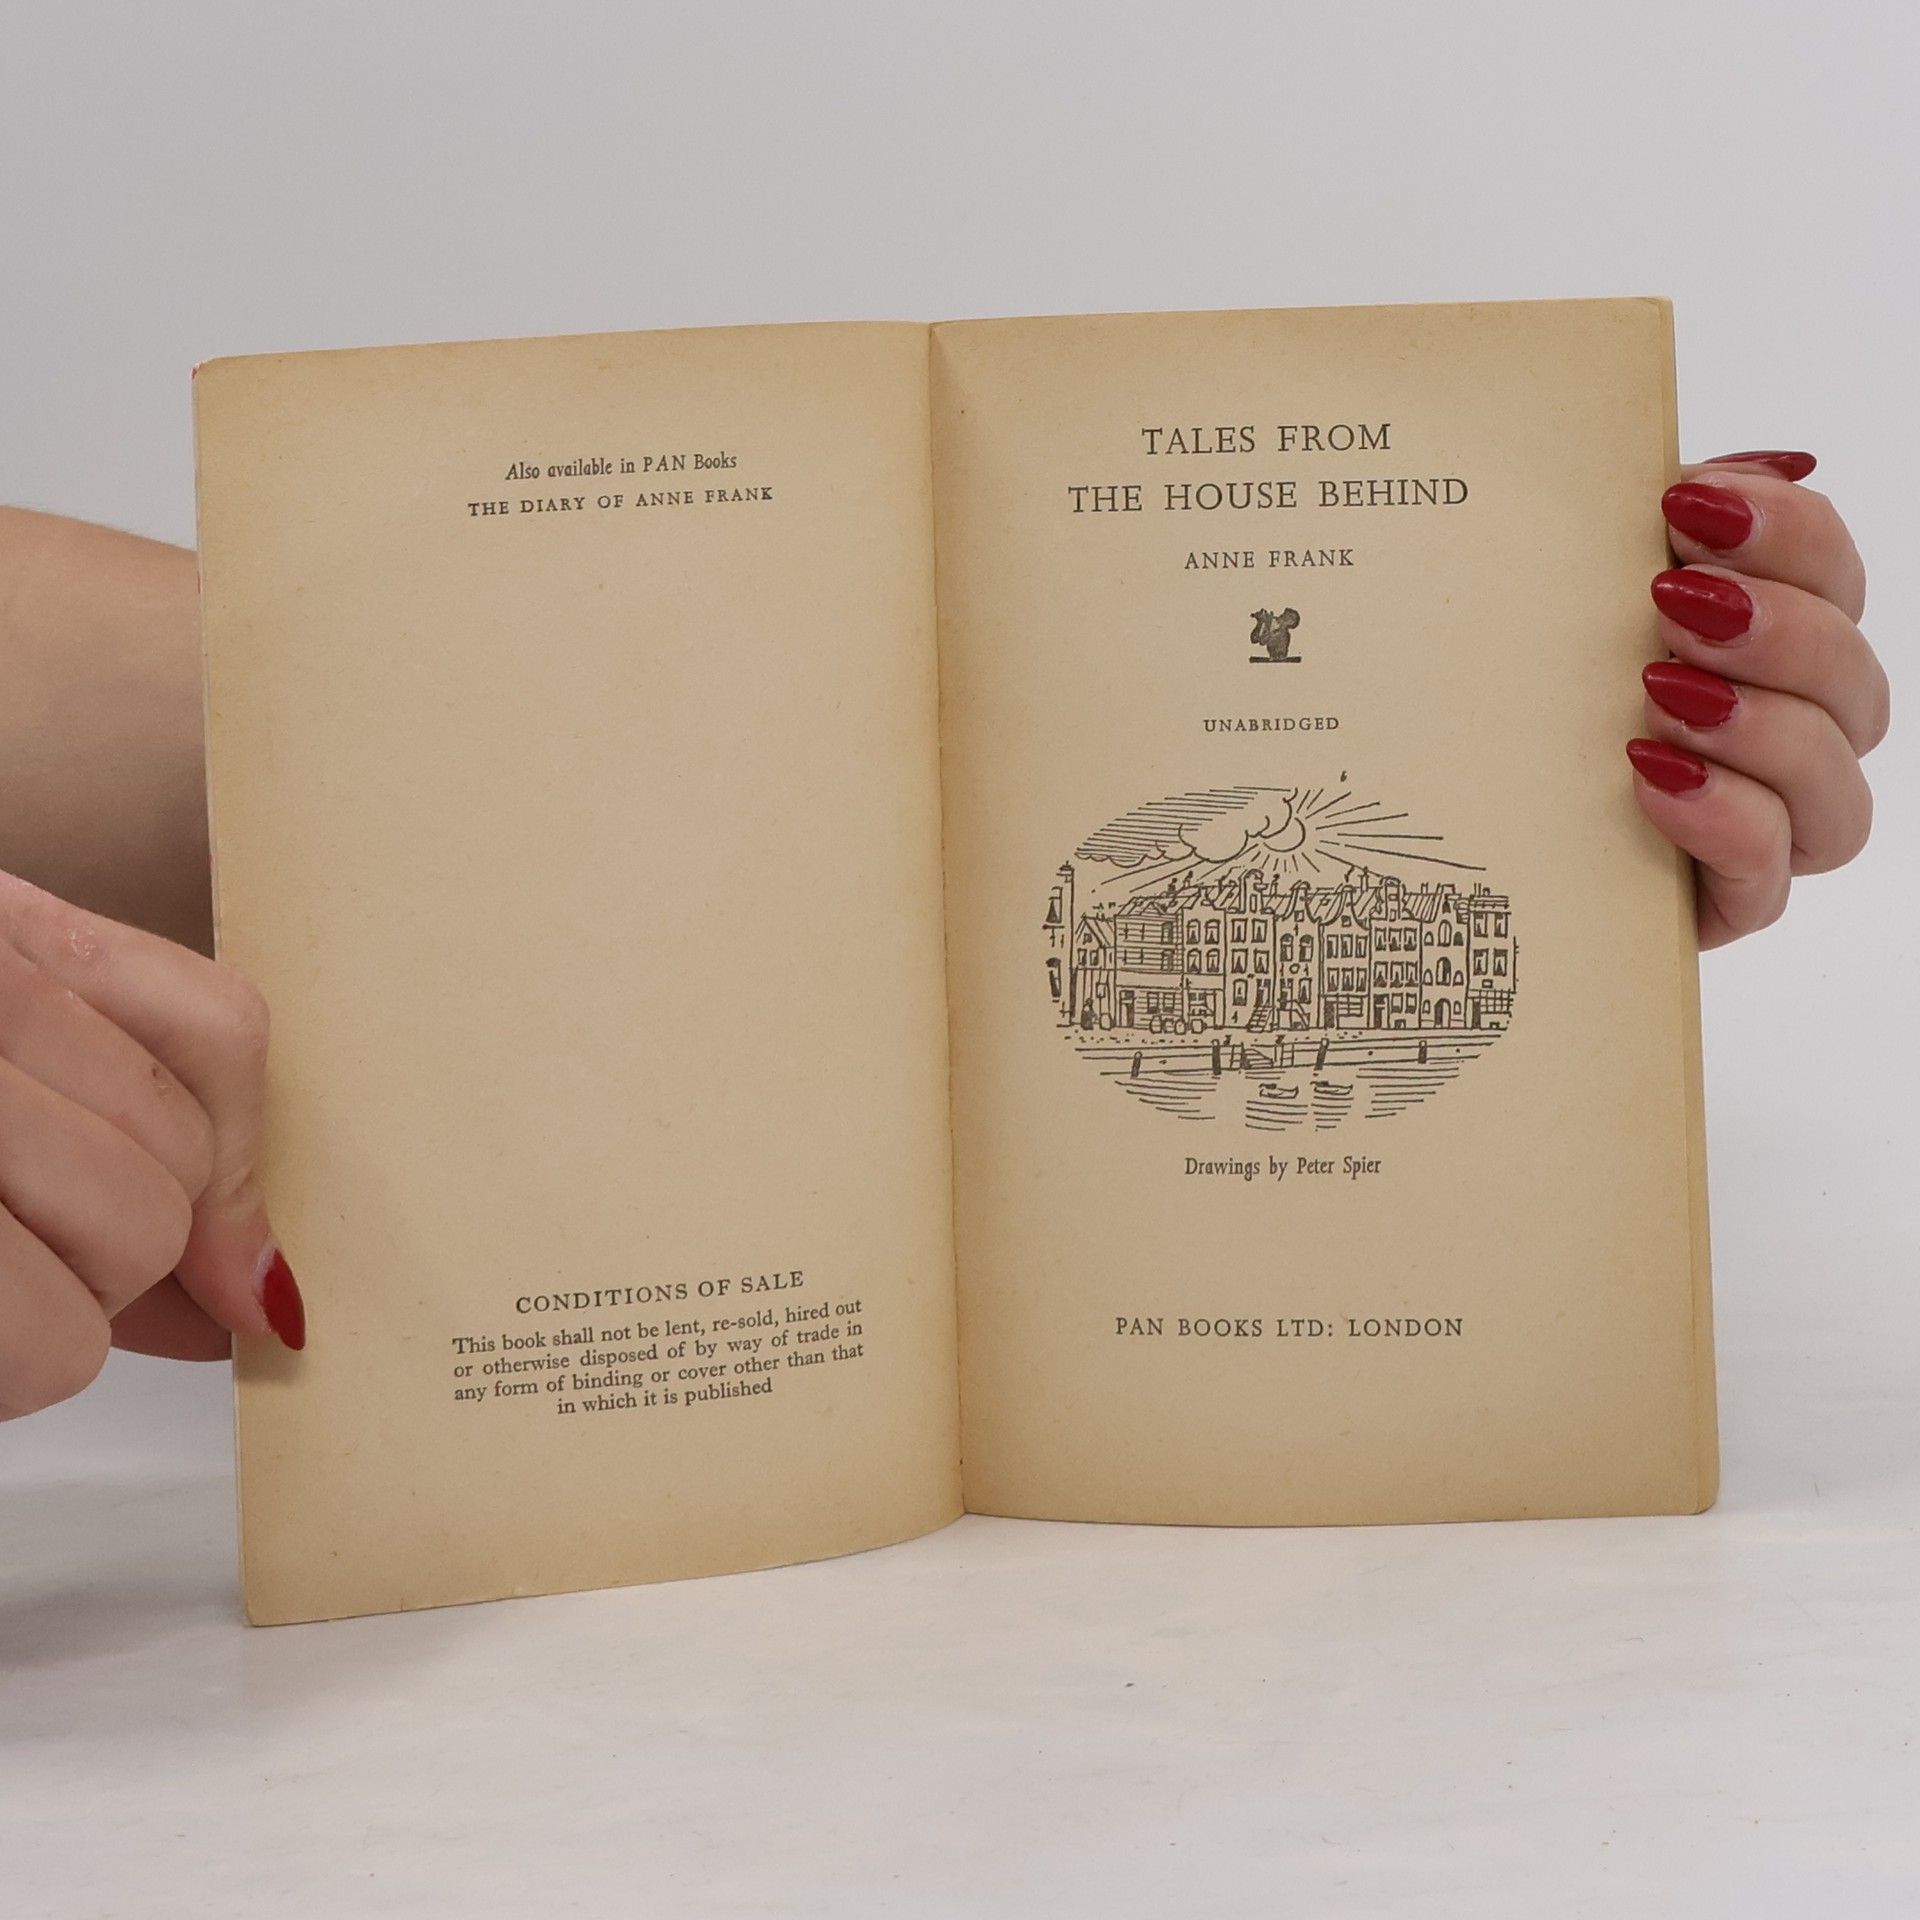 Also available in PAN Books
THE DIARY OF ANNE FRANK
CONDITIONS OF SALE
This book shall not be lent, re-sold, hired out
or otherwise disposed of by way of trade in
any form of binding or cover other than that
in which it is published
TALES FROM
THE HOUSE BEHIND
ANNE FRANK
UNABRIDGED
Drawings by Peter Spier
PAN BOOKS LTD: LONDON